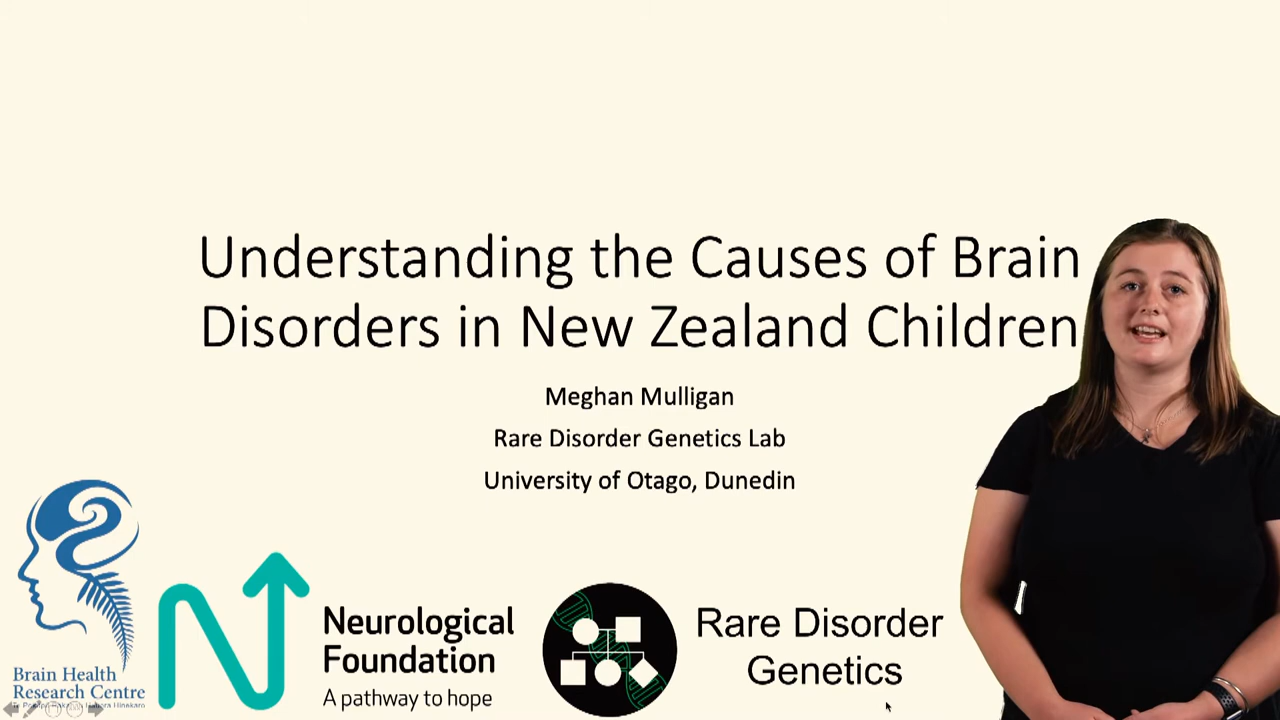 Understanding the Causes of Brain
Disorders in New Zealand Children
Meghan Mulligan
Rare Disorder Genetics Lab
University of Otago, Dunedin
Brain Health
Research Centre
Neurological
Foundation
A pathway to hope
Rare Disorder
Genetics